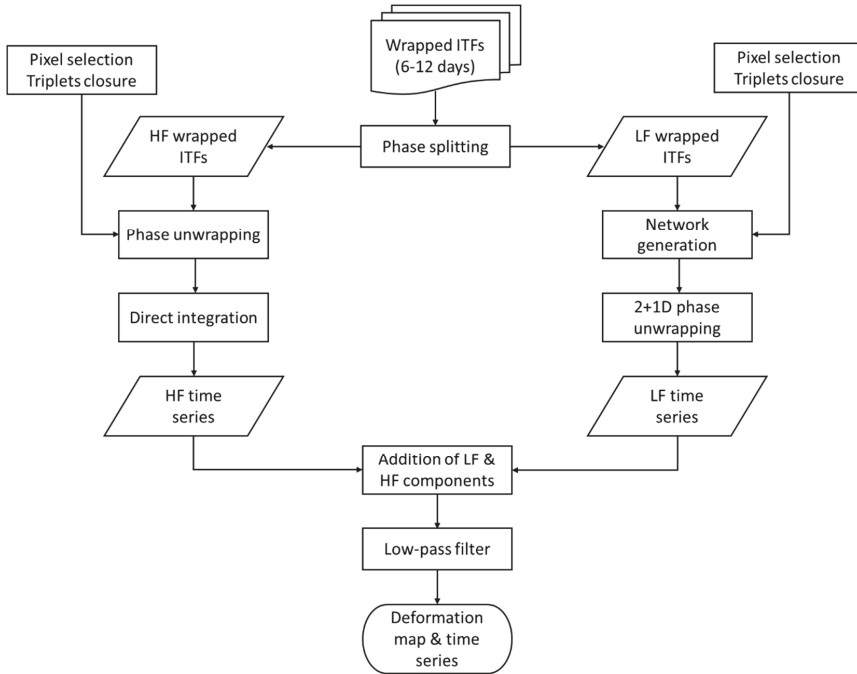 Wrapped ITFs
(6-12 days)
Pixel selection
Triplets closure
Pixel selection
Triplets closure
HF wrapped
ITFs
Phase splitting
LF wrapped
ITFs
Phase unwrapping
Network
generation
Direct integration
2+1D phase
unwrapping
HF time
series
LF time
series
Addition of LF &
HF components
Low-pass filter
Deformation
map & time
series